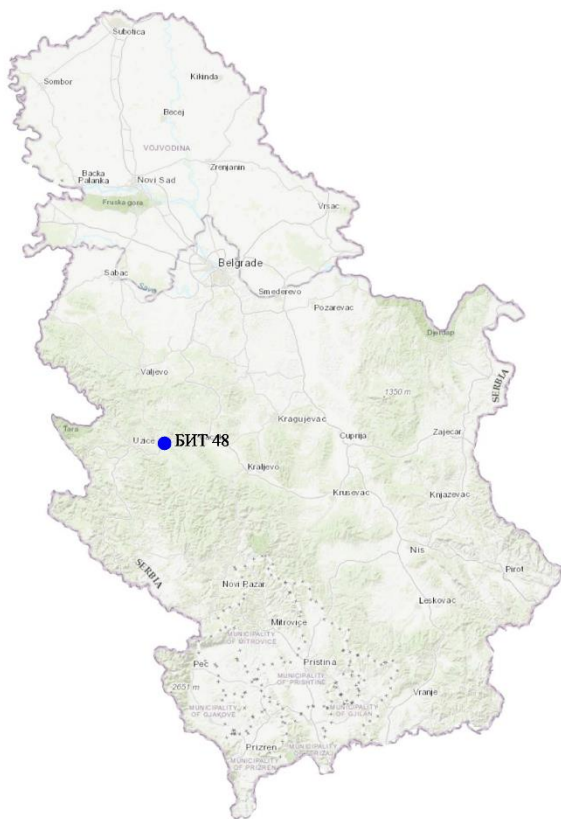 Subotica
Sombor
Kikinda
Becej
VOJVODINA
Zrenjanin
Backa
Palanka
Novi Sad
Fruska gora
Vrsac
Belgrade
Sabac
Sava
Smederevo
Pozarevac
Djerdap
Valjevo
1350 m
SERBIA
Kragujevac
Tara
Uzice
БИТ 48
Cuprija
Zajecar
Kraljevo
Krusevac
Knjazevac
Nis
SERBIA
Pirot
Novi Pazar
Leskovac
Mitrovice
MUNICIPALITY
OF MITROVICE
Peć
Pristina
MUNICIPALITY
OF PRISHTINE
2651 m
Vranje
MUNICIPALITY
OF GJAKOVE
MUNICIPALITY
OF GJILAN
Prizren
MUNICIPALITY
OF PRIZREN